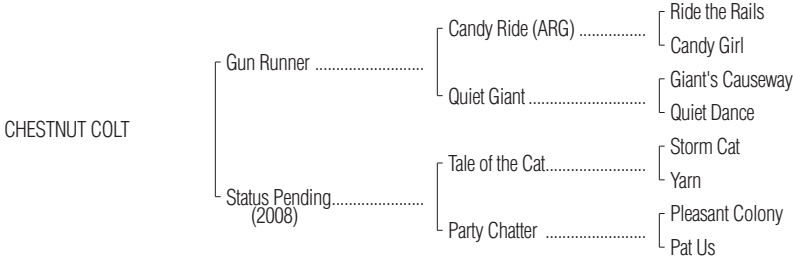 Ride the Rails
Candy Ride (ARG) ................
Candy Girl
Gun Runner ..........................
Giant's Causeway
Quiet Giant ............................
Quiet Dance
CHESTNUT COLT
Storm Cat
Tale of the Cat........................
Yarn
Status Pending......................
(2008)
Pleasant Colony
Party Chatter ........................
Pat Us